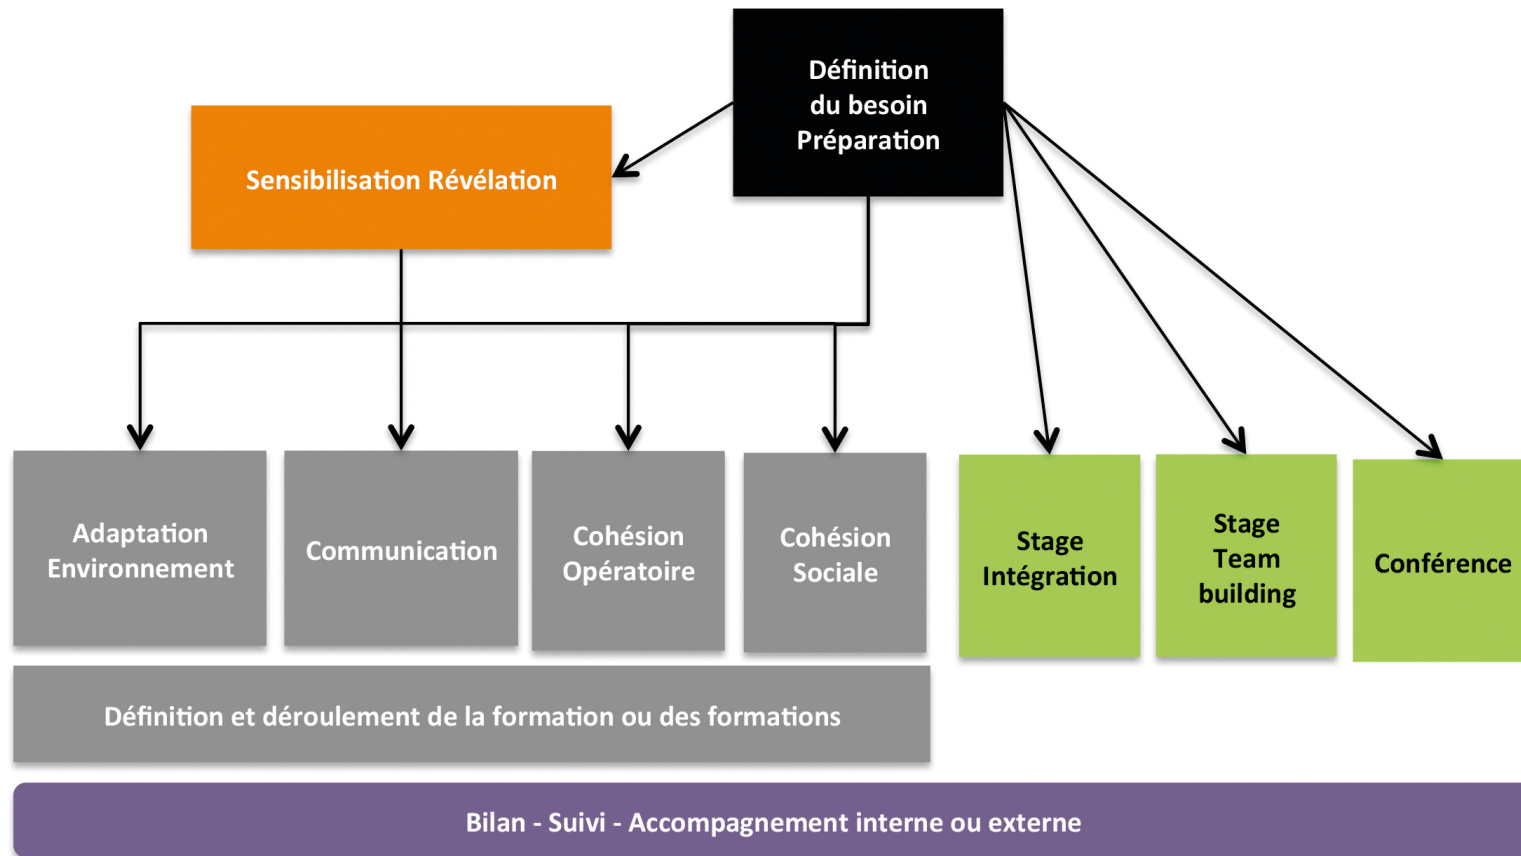 Définition
du besoin
Préparation
Sensibilisation Révélation
Adaptation
Environnement
Communication
Cohésion
Opératoire
Cohésion
Sociale
Stage
Intégration
Stage
Team
building
Conférence
Définition et déroulement de la formation ou des formations
Bilan - Suivi - Accompagnement interne ou externe